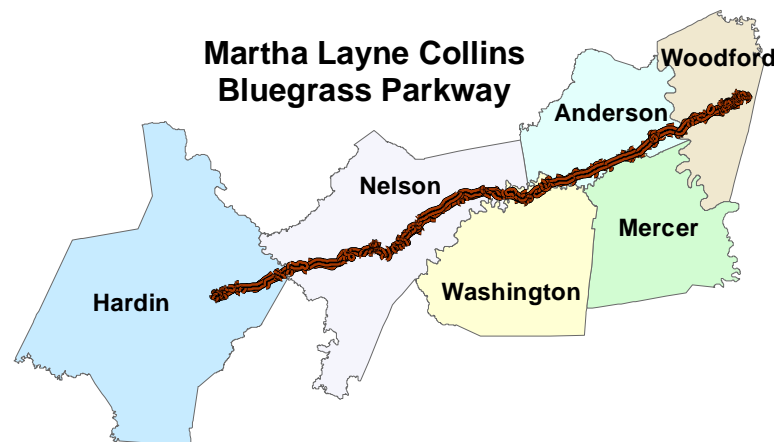 Martha Layne Collins
Bluegrass Parkway
Woodford
Anderson
Nelson
Mercer
Washington
Hardin